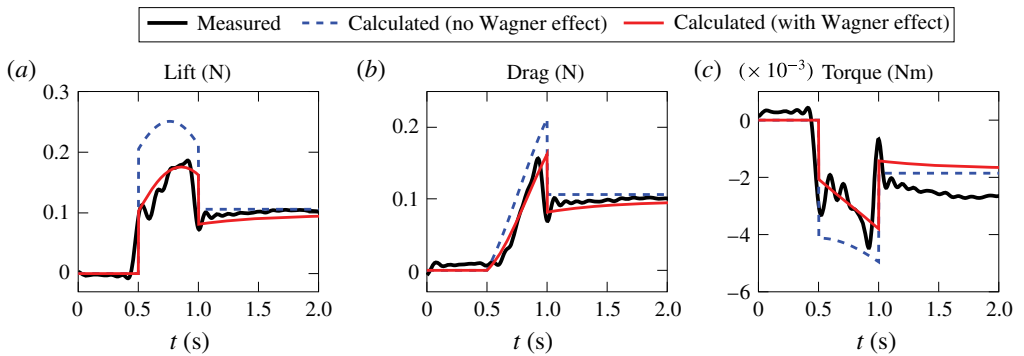 Measured Calculated (no Wagner effect) Calculated (with Wagner effect)
(a) Lift (N) (b) Drag (N) (c) (× 10−3) Torque (Nm)
0.3
0.2
0.1
0
0 0.5 1.0 1.5 2.0
t (s)
0.2
0.1
0
0 0.5 1.0 1.5 2.0
t (s)
0
−2
−4
−6
0 0.5 1.0 1.5 2.0
t (s)